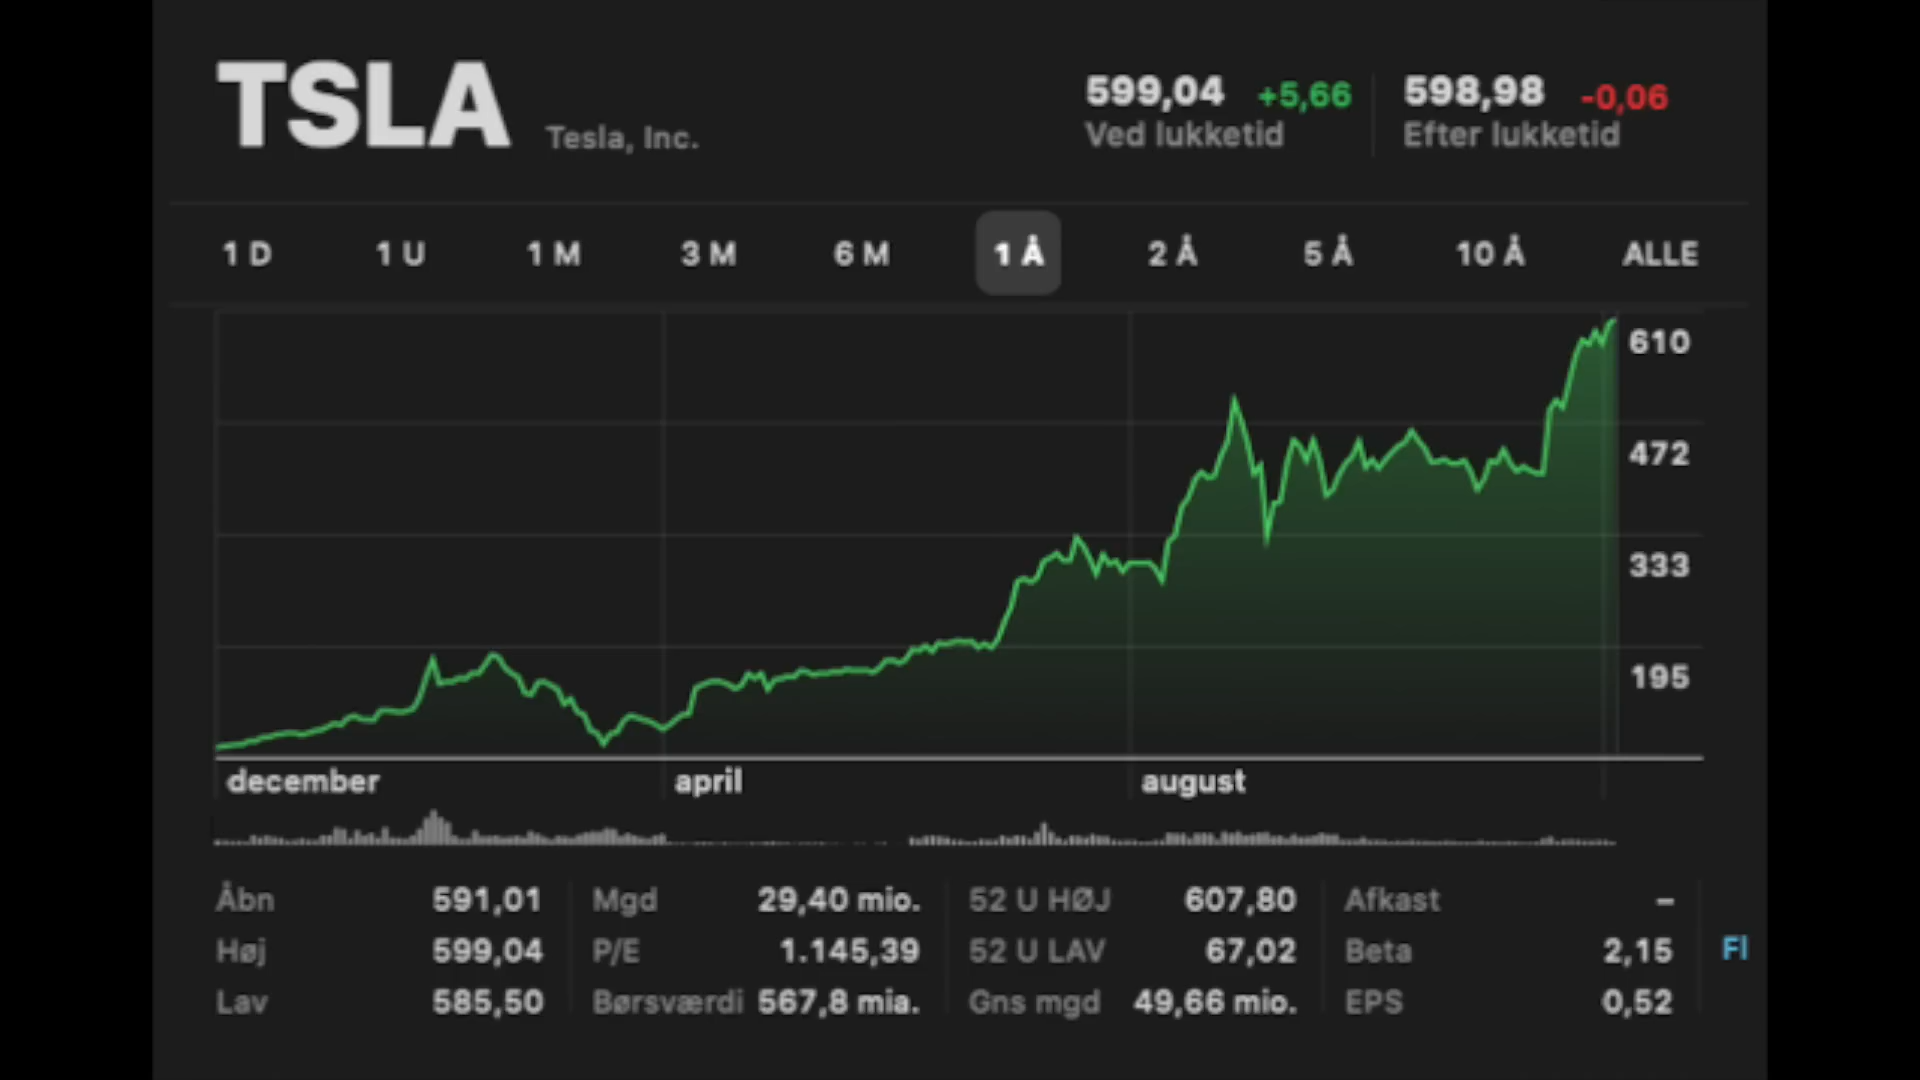 TSLA Tesla, Inc. 599,04 +5,66 598,98 -0,06
Ved lukketid Efter lukketid
1 D 1 U 1 M 3 M 6 M 1 Å 2 Å 5 Å 10 Å ALLE
610
472
333
195
december april august
Åbn 591,01 Mgd 29,40 mio. 52 U HØJ 607,80 Afkast –
Høj 599,04 P/E 1.145,39 52 U LAV 67,02 Beta 2,15 Fl
Lav 585,50 Børsværdi 567,8 mia. Gns mgd 49,66 mio. EPS 0,52